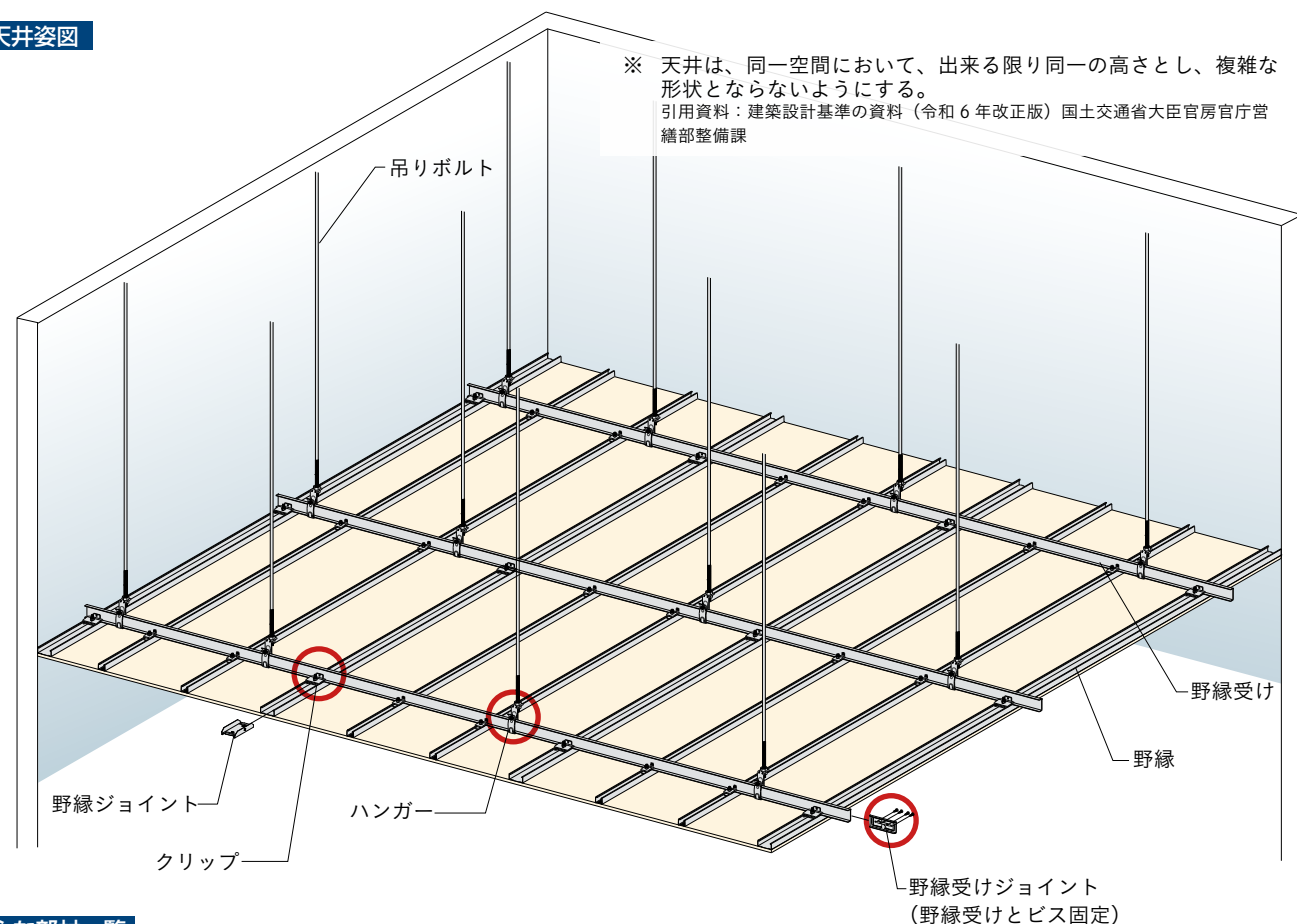 天井姿図
※ 天井は、同一空間において、出来る限り同一の高さとし、複雑な
形状とならないようにする。
引用資料：建築設計基準の資料（令和 6 年改正版）国土交通省大臣官房官庁営
繕部整備課
吊りボルト
野縁受け
野縁
野縁ジョイント
ハンガー
クリップ
野縁受けジョイント
（野縁受けとビス固定）